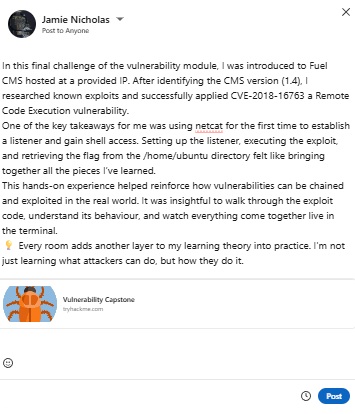 Jamie Nicholas
Post to Anyone
In this final challenge of the vulnerability module, I was introduced to Fuel
CMS hosted at a provided IP. After identifying the CMS version (1.4), I
researched known exploits and successfully applied CVE-2018-16763 a Remote
Code Execution vulnerability.
One of the key takeaways for me was using netcat for the first time to establish
a listener and gain shell access. Setting up the listener, executing the exploit,
and retrieving the flag from the /home/ubuntu directory felt like bringing
together all the pieces I've learned.
This hands-on experience helped reinforce how vulnerabilities can be chained
and exploited in the real world. It was insightful to walk through the exploit
code, understand its behaviour, and watch everything come together live in
the terminal.
💡 Every room adds another layer to my learning theory into practice. I'm not
just learning what attackers can do, but how they do it.
Vulnerability Capstone
tryhackme.com
Post